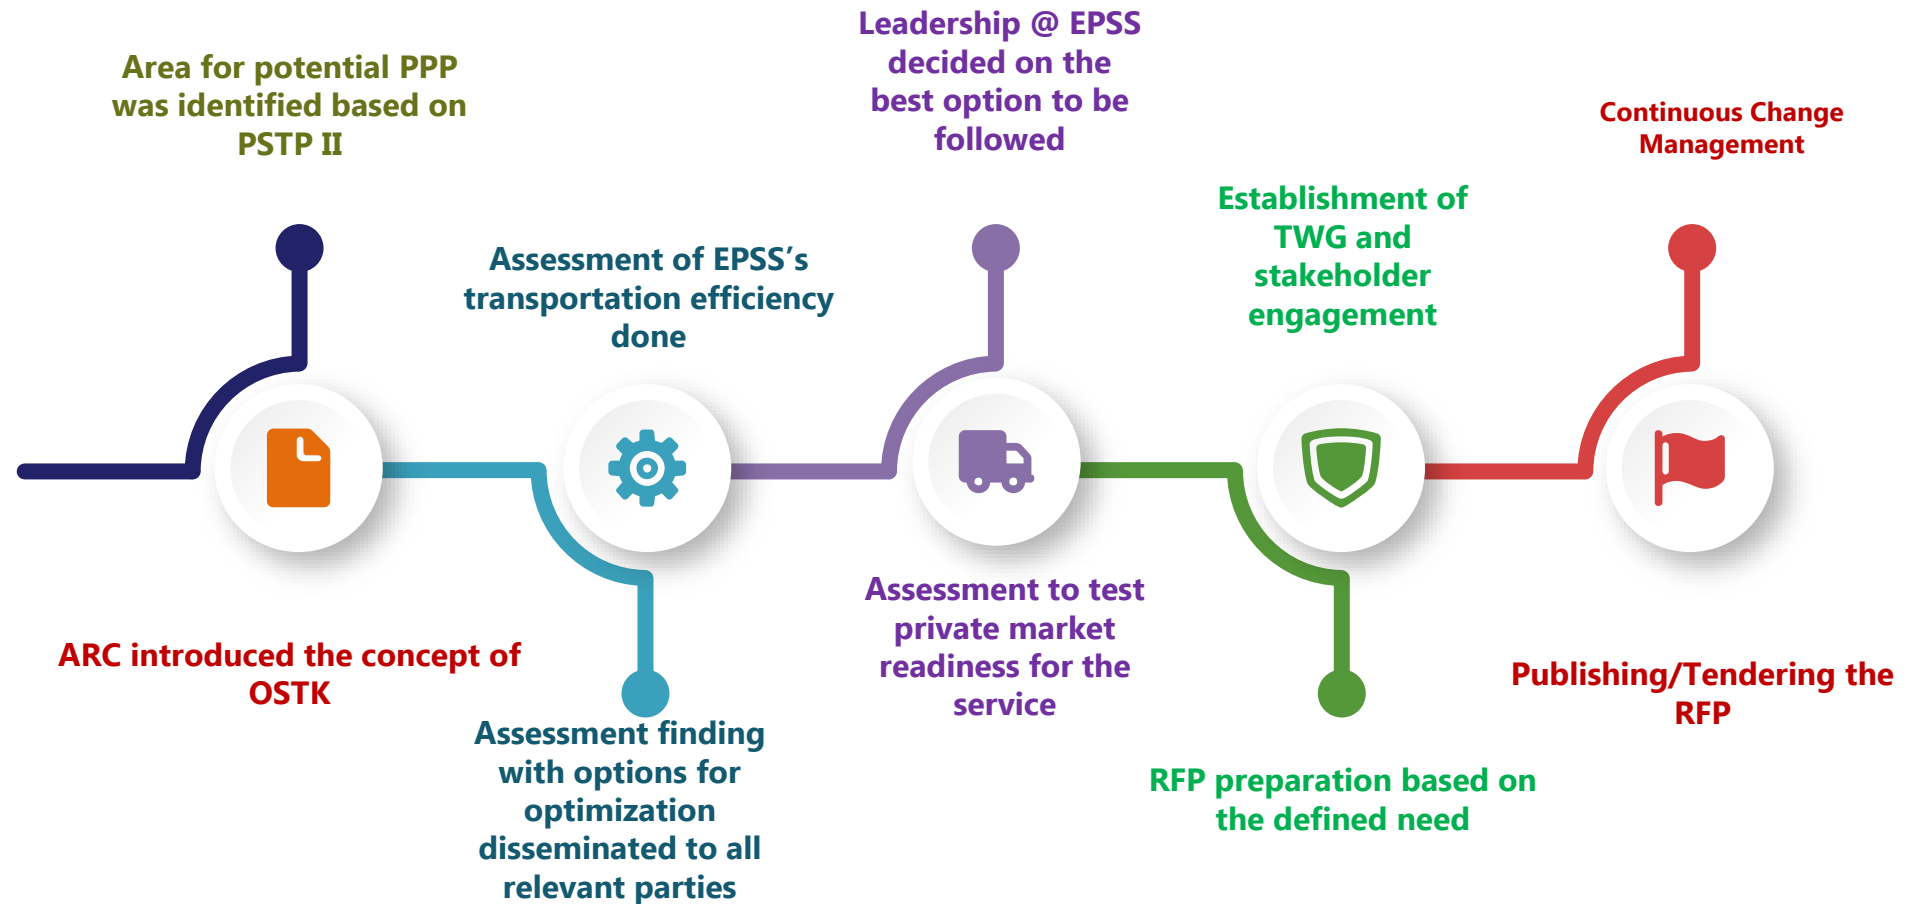 Area for potential PPP
was identified based on
PSTP II
ARC introduced the concept of
OSTK
Assessment of EPSS’s
transportation efficiency
done
Assessment finding
with options for
optimization
disseminated to all
relevant parties
Leadership @ EPSS
decided on the
best option to be
followed
Assessment to test
private market
readiness for the
service
Establishment of
TWG and
stakeholder
engagement
RFP preparation based on
the defined need
Continuous Change
Management
Publishing/Tendering the
RFP